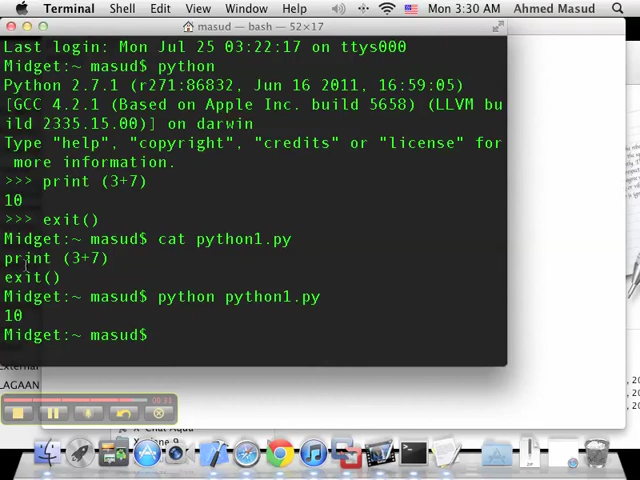 Terminal Shell Edit View Window Help Mon 3:30 AM Ahmed Masud
masud — bash — 52×17
Last login: Mon Jul 25 03:22:17 on ttys000
Midget:~ masud$ python
Python 2.7.1 (r271:86832, Jun 16 2011, 16:59:05)
[GCC 4.2.1 (Based on Apple Inc. build 5658) (LLVM bu
ild 2335.15.00)] on darwin
Type "help", "copyright", "credits" or "license" for
 more information.
>>> print (3+7)
10
>>> exit()
Midget:~ masud$ cat python1.py
print (3+7)
exit()
Midget:~ masud$ python python1.py
10
Midget:~ masud$
External
LAGAAN